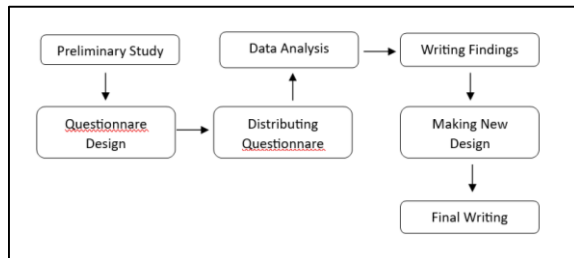 Preliminary Study
Questionnare
Design
Distributing
Questionnare
Data Analysis
Writing Findings
Making New
Design
Final Writing